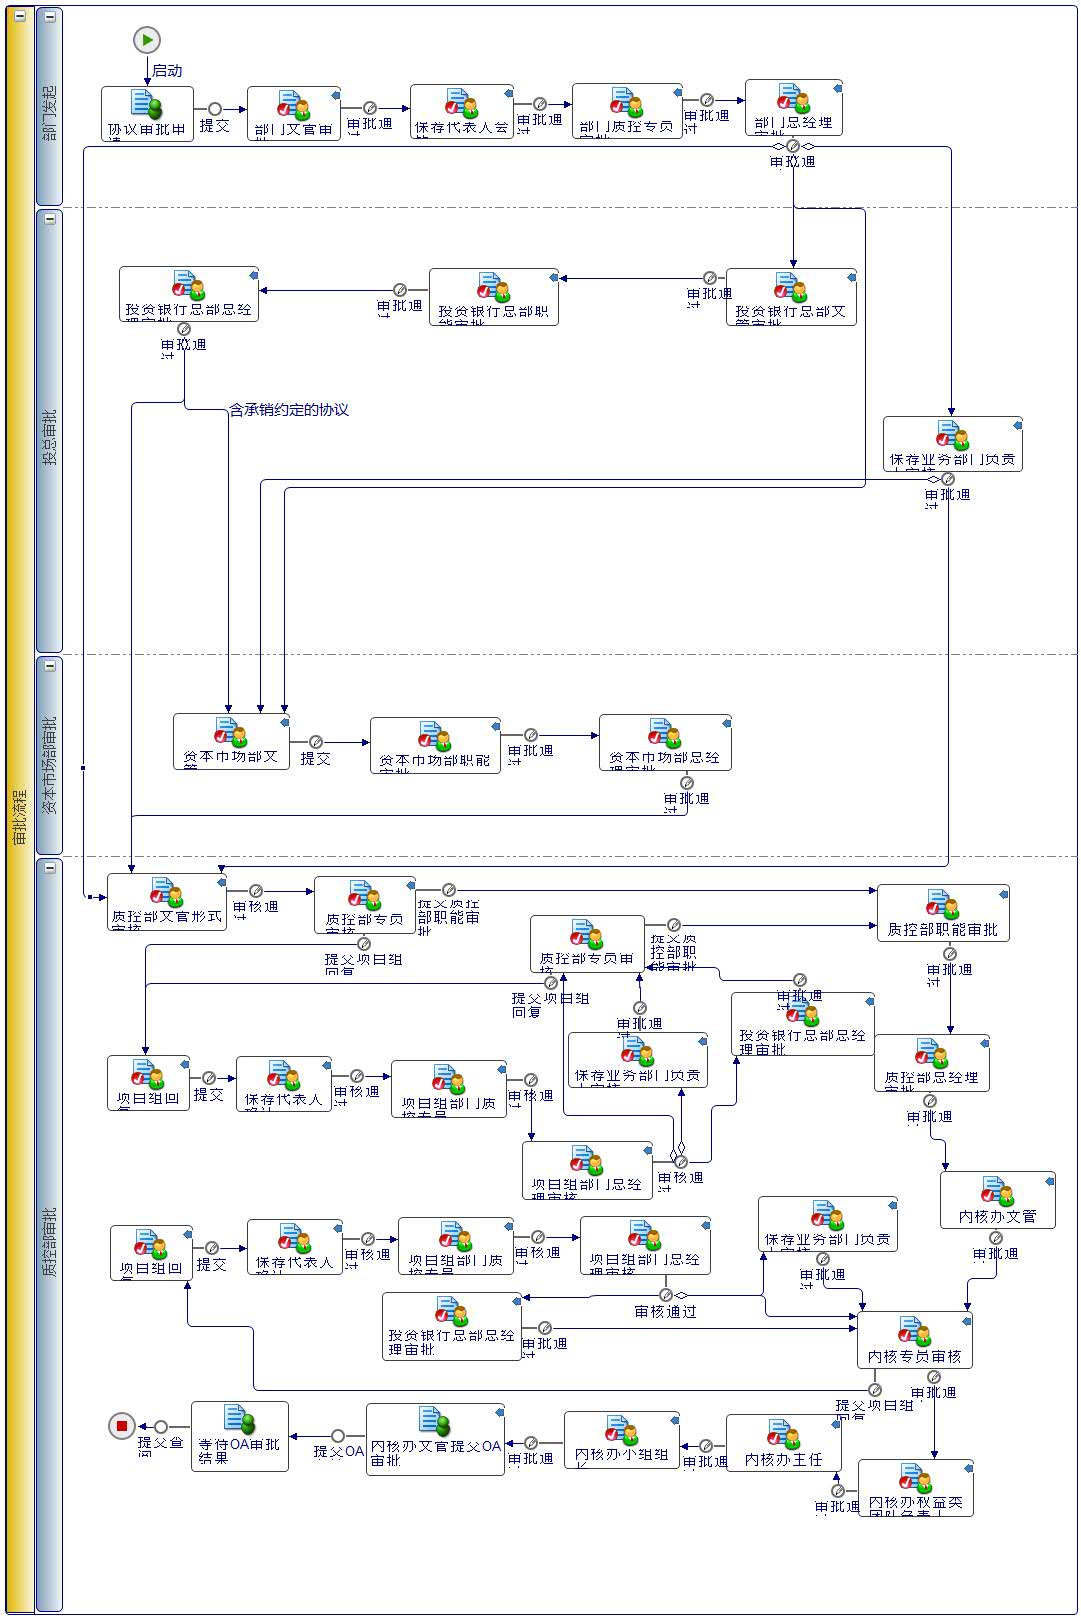 审批流程
部门发起
启动
提交
审批通
过
审批通
过
审批通
过
保荐代表人会
部门质控专员
部门总经理
审批
审批通
投总审批
投资银行总部总经
理审批
审批通
过
投资银行总部职
能审批
审批通
过
投资银行总部文
管审批
审批通
过
含承销约定的协议
保荐业务部门负责
人审核
审批通
过
资本市场部审批
资本市场部文
管
提交
资本市场部职能
审批
审批通
过
资本市场部总经
理审批
审批通
过
质控部审批
质控部文管形式
审核
审核通
过
质控部专员
审核
提交质控
部职能审
批
提交项目组
回复
质控部专员审
核
提交质
控部职
能审批
质控部职能审批
审批通
过
提交项目组
回复
审批通
过
审批通
过
投资银行总部总经
理审批
保荐业务部门负责
人审核
质控部总经理
审批
审批通
过
项目组回
复
提交
保荐代表人
确认
审核通
过
项目组部门质
控专员
审核通
过
项目组部门总经
理审核
审核通
过
内核办文管
审批通
过
项目组回
复
提交
保荐代表人
确认
审核通
过
项目组部门质
控专员
审核通
过
项目组部门总经
理审核
审核通过
保荐业务部门负责
人审核
审批通
过
投资银行总部总经
理审批
审批通
过
内核专员审核
提交项目组
回复
审批通
过
等待OA审批
结果
提交OA
内核办文管提交OA
审批
审批通
过
内核办小组组
长
审批通
过
内核办主任
审批通
过
内核办权益类
团队负责人